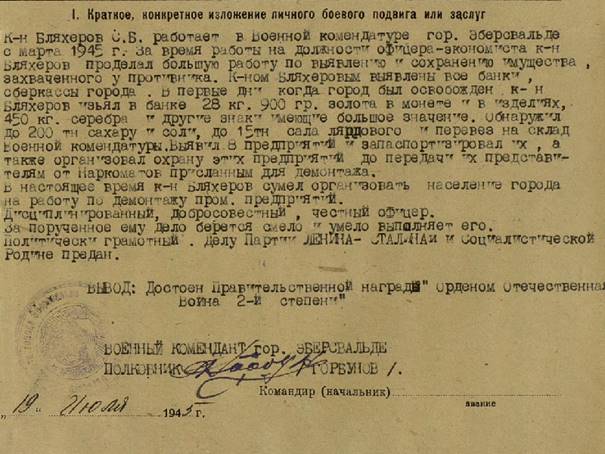 I. Краткое, конкретное изложение личного боевого подвига или заслуг
К-н Бляхеров С.Б. работает в Военной комендатуре гор. Эберсвальде
с марта 1945 г. За время работы на должности офицера-экономиста к-н
Бляхеров проделал большую работу по выявлению и сохранению имущества,
захваченного у противника. К-ном Бляхеровым выявлены все банки,
сберкассы города. В первые дни когда город был освобожден к-н
Бляхеров изъял в банке 28 кг. 900 гр. золота в монете и в изделиях,
450 кг. серебра и другие знаки имеющие большое значение. Обнаружил
до 200 тн сахару и соли, до 15тн сала ляардового и перевез на склад
Военной комендатуры. Выявил 8 предприятий и запаспортизировал их, а
также организовал охрану этих предприятий до передачи их представи-
телям от Наркоматов присланным для демонтажа.
В настоящее время к-н Бляхеров сумел организовать население города
на работу по демонтажу пром. предприятий.
Дисциплинированный, добросовестный, честный офицер.
За порученное ему Дело берется смело и умело выполняет его.
Политически грамотный. Делу Партии ЛЕНИНА-СТАЛИНА и Социалистической
Родине предан.
ВЫВОД: Достоен Правительственной награды "Орденом Отечественная
Война 2-й степени"
ВОЕННЫЙ КОМЕНДАНТ гор. ЭБЕРСВАЛЬДЕ
ПОЛКОВНИК ГОРБУНОВ /.
Командир (начальник)
звание
„19" Июля 1945г.